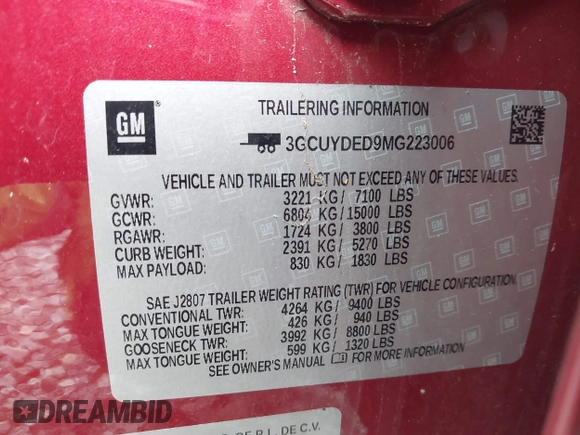 GM
TRAILERING INFORMATION
3GCUYDED9MG223006
VEHICLE AND TRAILER MUST NOT EXCEED ANY OF THESE VALUES.
GVWR: 3221 KG/ 7100 LBS
GCWR: 6804 KG/15000 LBS
RGAWR: 1724 KG/ 3800 LBS
CURB WEIGHT: 2391 KG/ 5270 LBS
MAX PAYLOAD: 830 KG/ 1830 LBS
SAE J2807 TRAILER WEIGHT RATING (TWR) FOR VEHICLE CONFIGURATION.
CONVENTIONAL TWR: 4264 KG/ 9400 LBS
MAX TONGUE WEIGHT: 426 KG/ 940 LBS
GOOSENECK TWR: 3992 KG/ 8800 LBS
MAX TONGUE WEIGHT: 599 KG/ 1320 LBS
SEE OWNER'S MANUAL FOR MORE INFORMATION
DREAMBID
DE R.L. DE C.V.